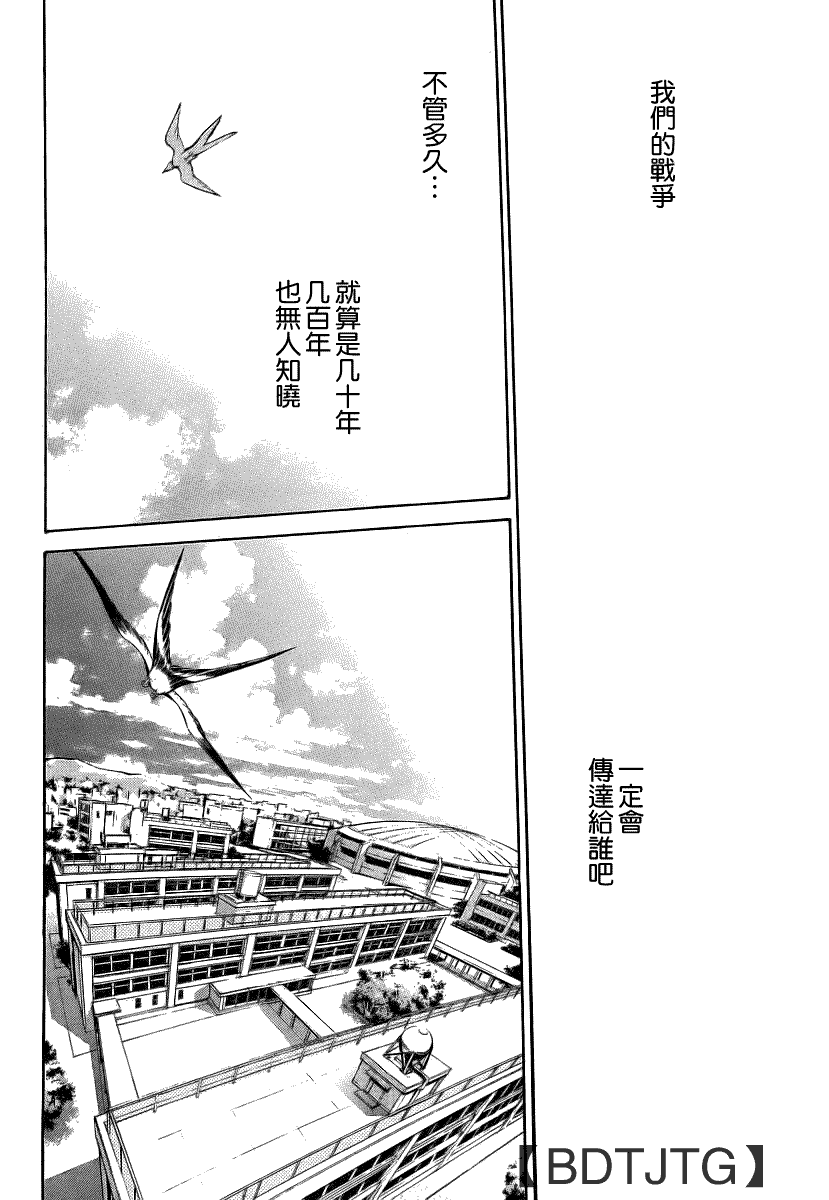 我們的戰爭
一定會
傳達給誰吧
不管多久…
就算是几十年
几百年
也無人知曉
【BDTJTG】